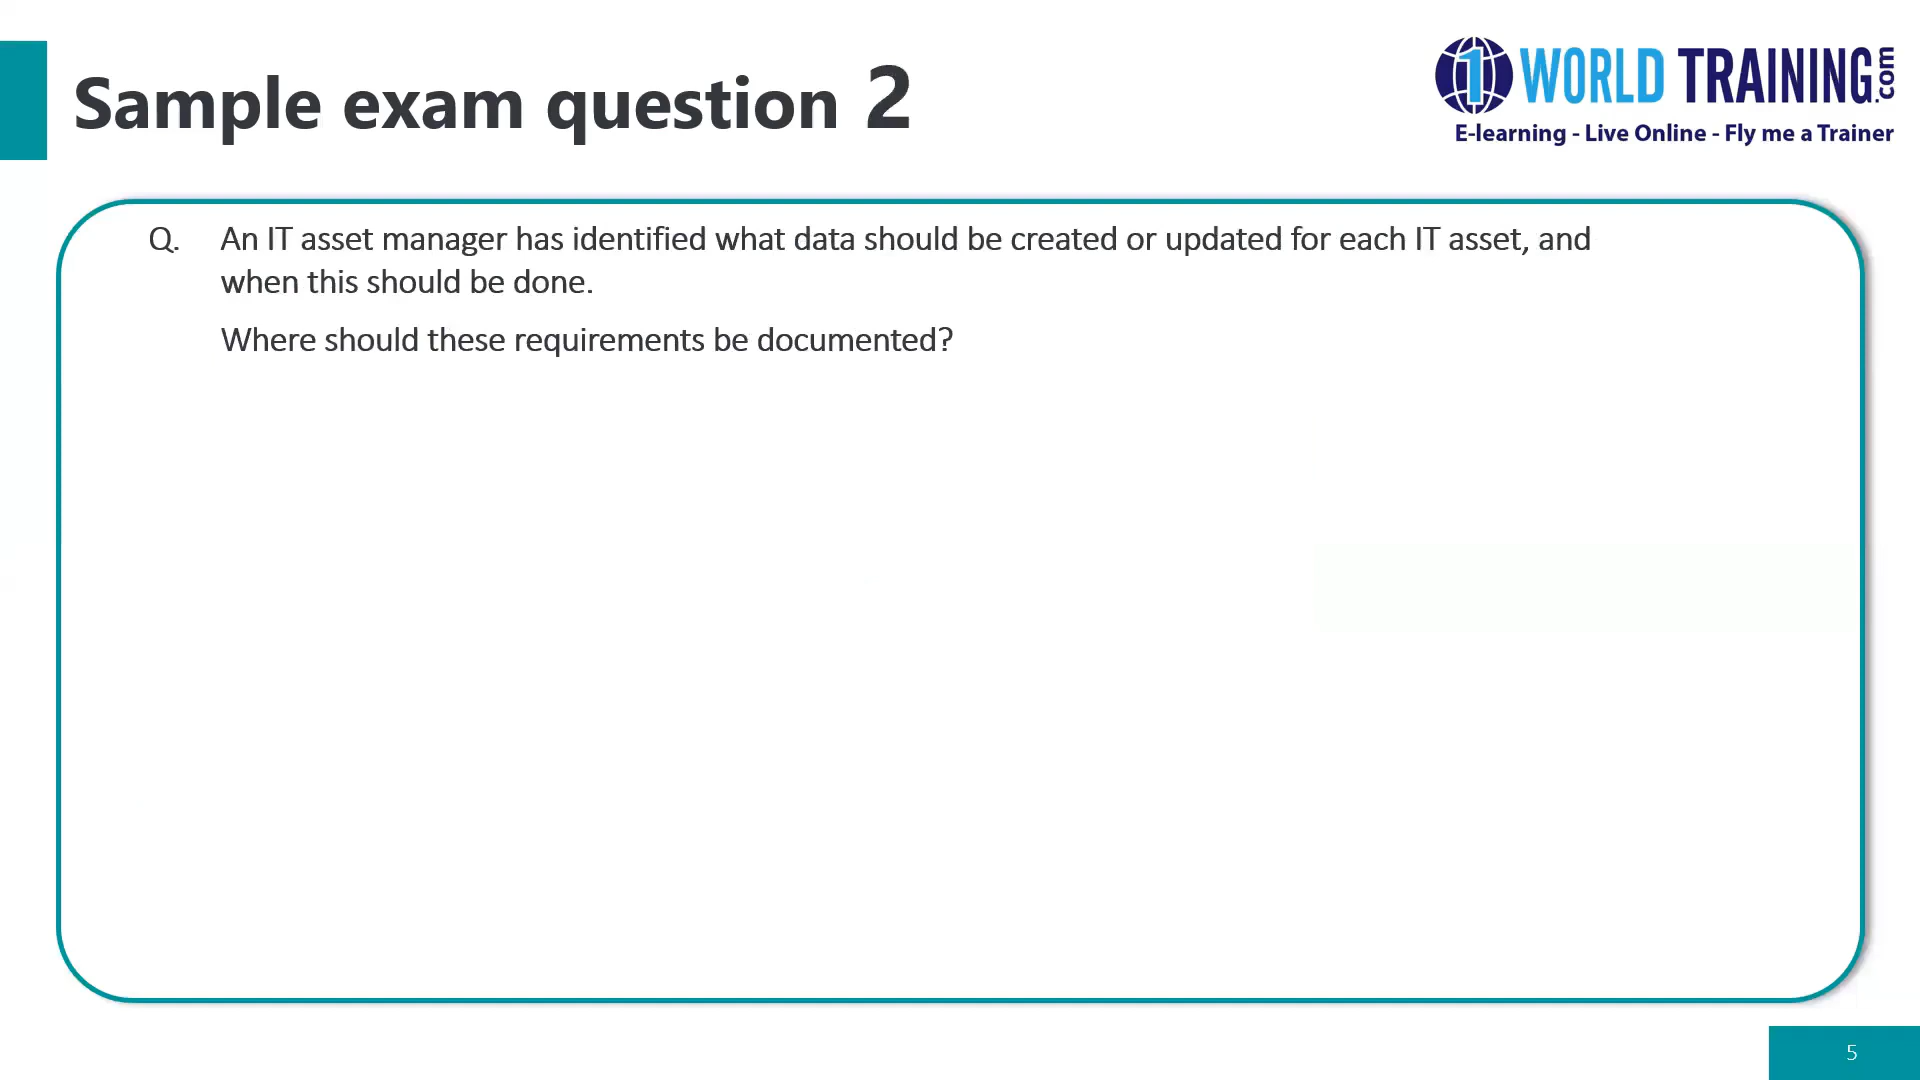 Sample exam question 2
1 WORLD TRAINING.com
E-learning - Live Online - Fly me a Trainer
Q. An IT asset manager has identified what data should be created or updated for each IT asset, and
when this should be done.
Where should these requirements be documented?
5